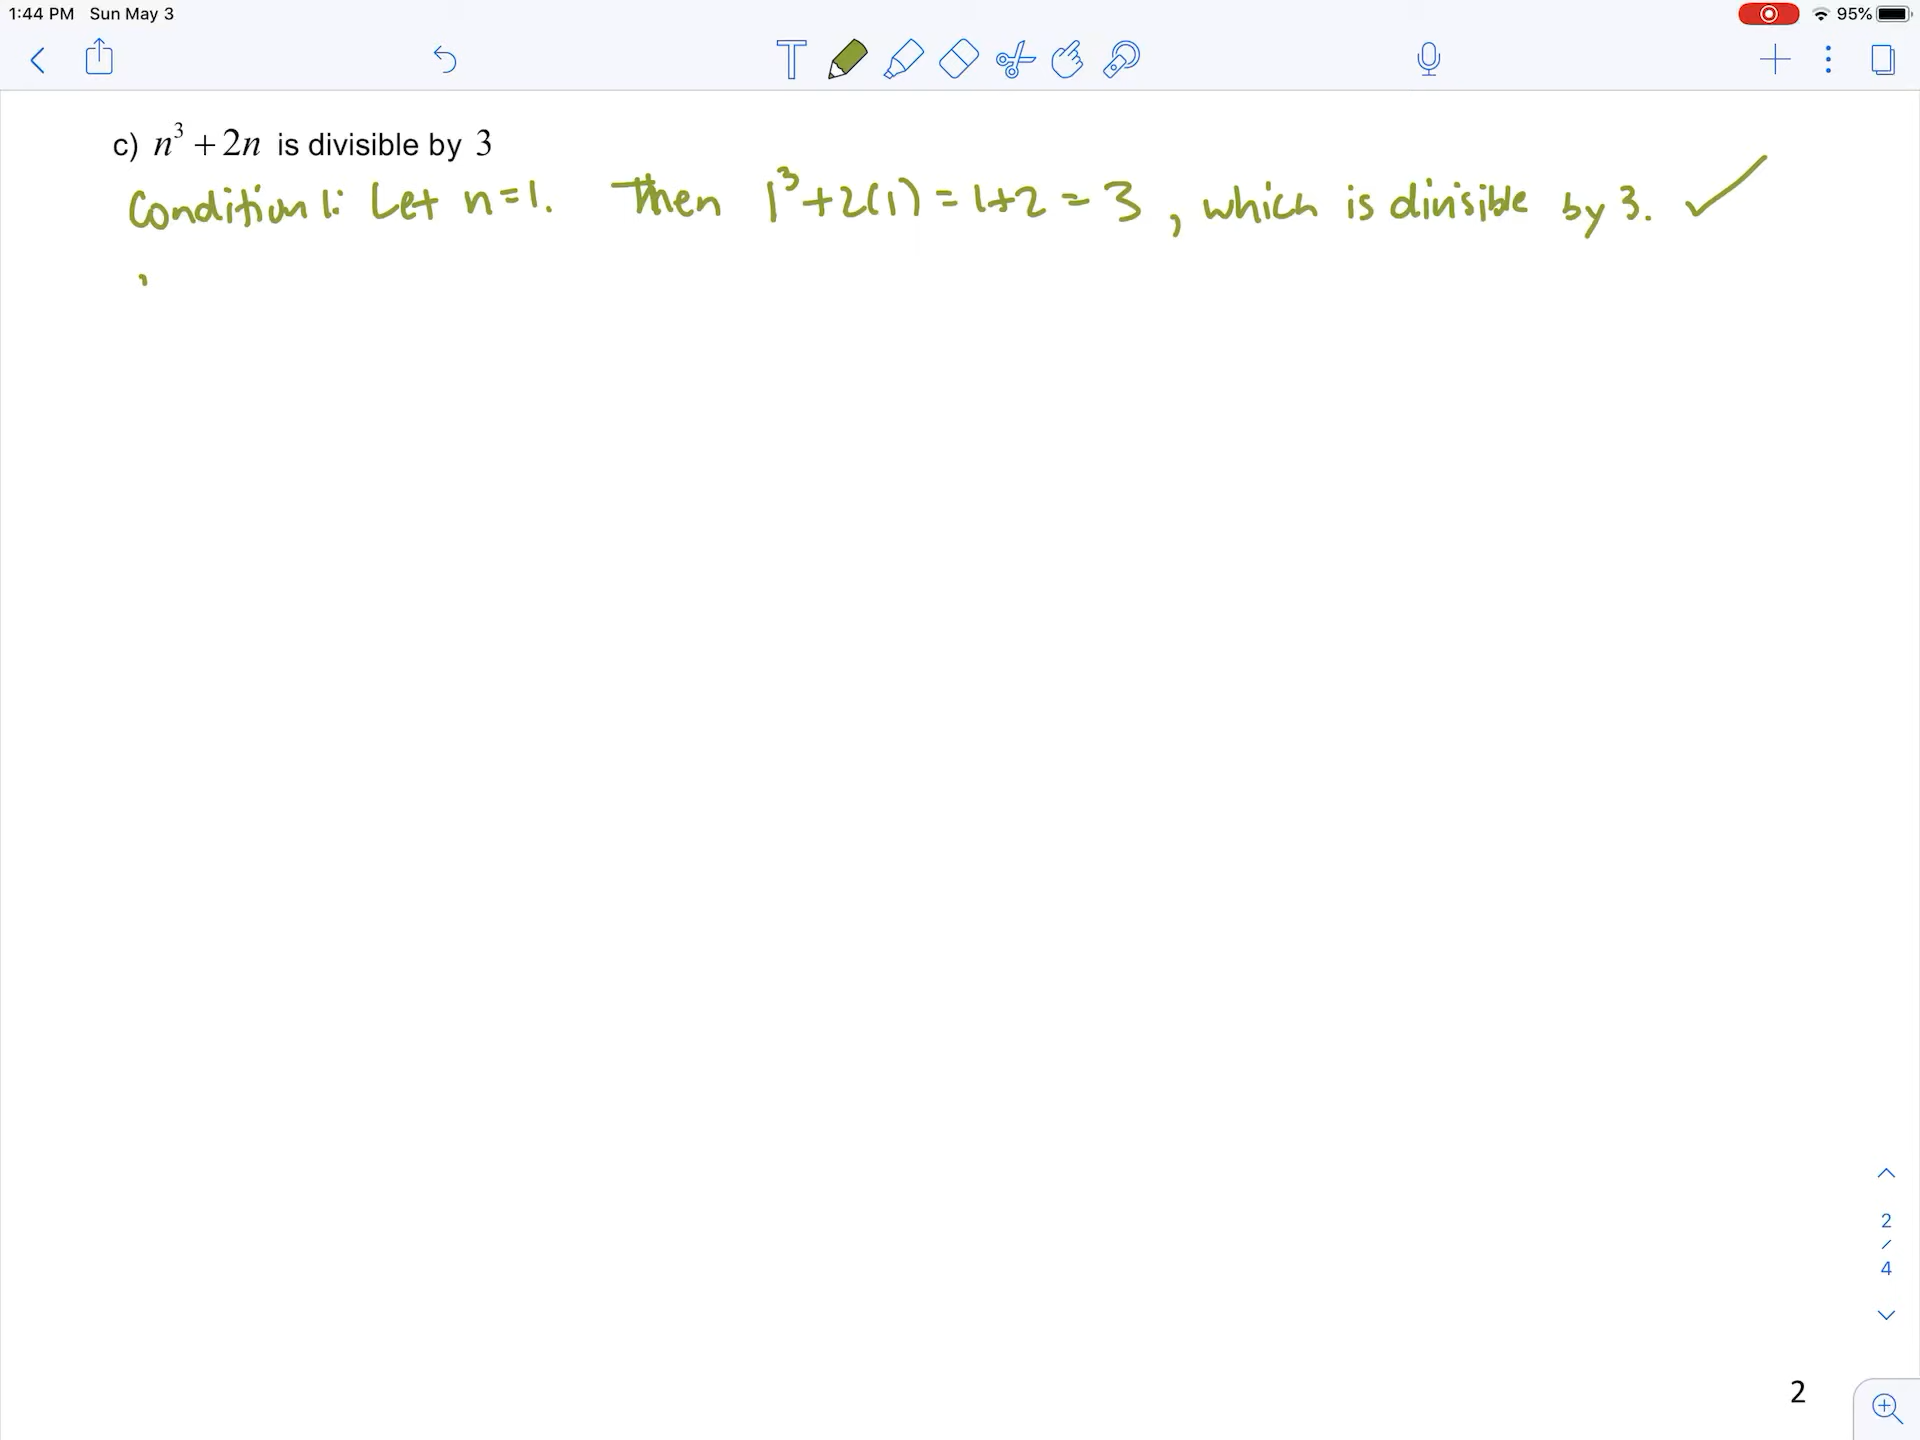 1:44 PM Sun May 3 95%
c) n³ + 2n is divisible by 3
Condition 1: Let n=1. Then 1³+2(1) = 1+2 = 3, which is divisible by 3. ✓
2
/
4
2